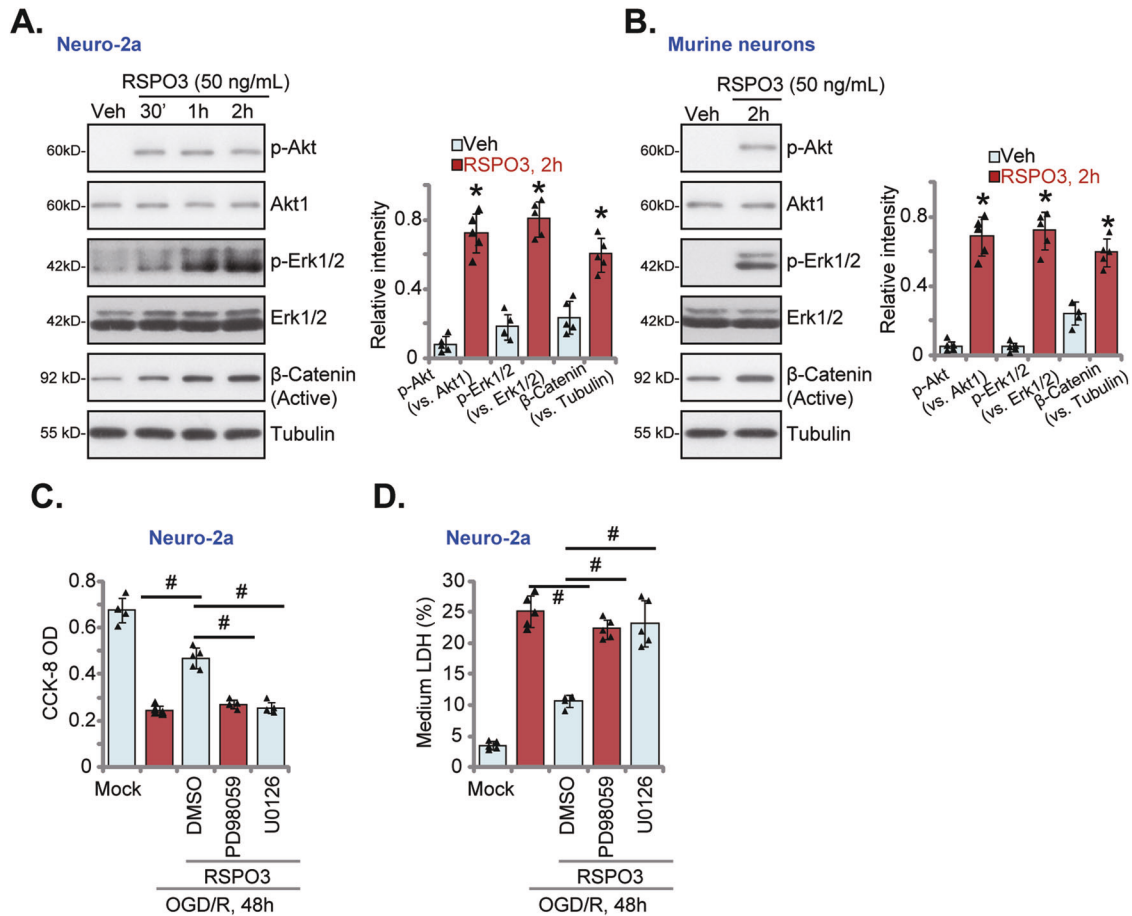 A.
Neuro-2a
RSPO3 (50 ng/mL)
Veh 30' 1h 2h
60kD- p-Akt
60kD- Akt1
42kD- p-Erk1/2
42kD- Erk1/2
92 kD- β-Catenin
(Active)
55 kD- Tubulin
Veh
RSPO3, 2h
Relative intensity
0.8
0.4
0
* * *
p-Akt
(vs. Akt1)
p-Erk1/2
(vs. Erk1/2)
β-Catenin
(vs. Tubulin)
B.
Murine neurons
RSPO3 (50 ng/mL)
Veh 2h
60kD- p-Akt
60kD- Akt1
42kD- p-Erk1/2
42kD- Erk1/2
92 kD- β-Catenin
(Active)
55 kD- Tubulin
Veh
RSPO3, 2h
Relative intensity
1.2
0.8
0.4
0
* * *
p-Akt
(vs. Akt1)
p-Erk1/2
(vs. Erk1/2)
β-Catenin
(vs. Tubulin)
C.
Neuro-2a
CCK-8 OD
0.8
0.6
0.4
0.2
0
# # #
Mock
DMSO
PD98059
U0126
RSPO3
OGD/R, 48h
D.
Neuro-2a
Medium LDH (%)
30
25
20
15
10
5
0
# # #
Mock
DMSO
PD98059
U0126
RSPO3
OGD/R, 48h